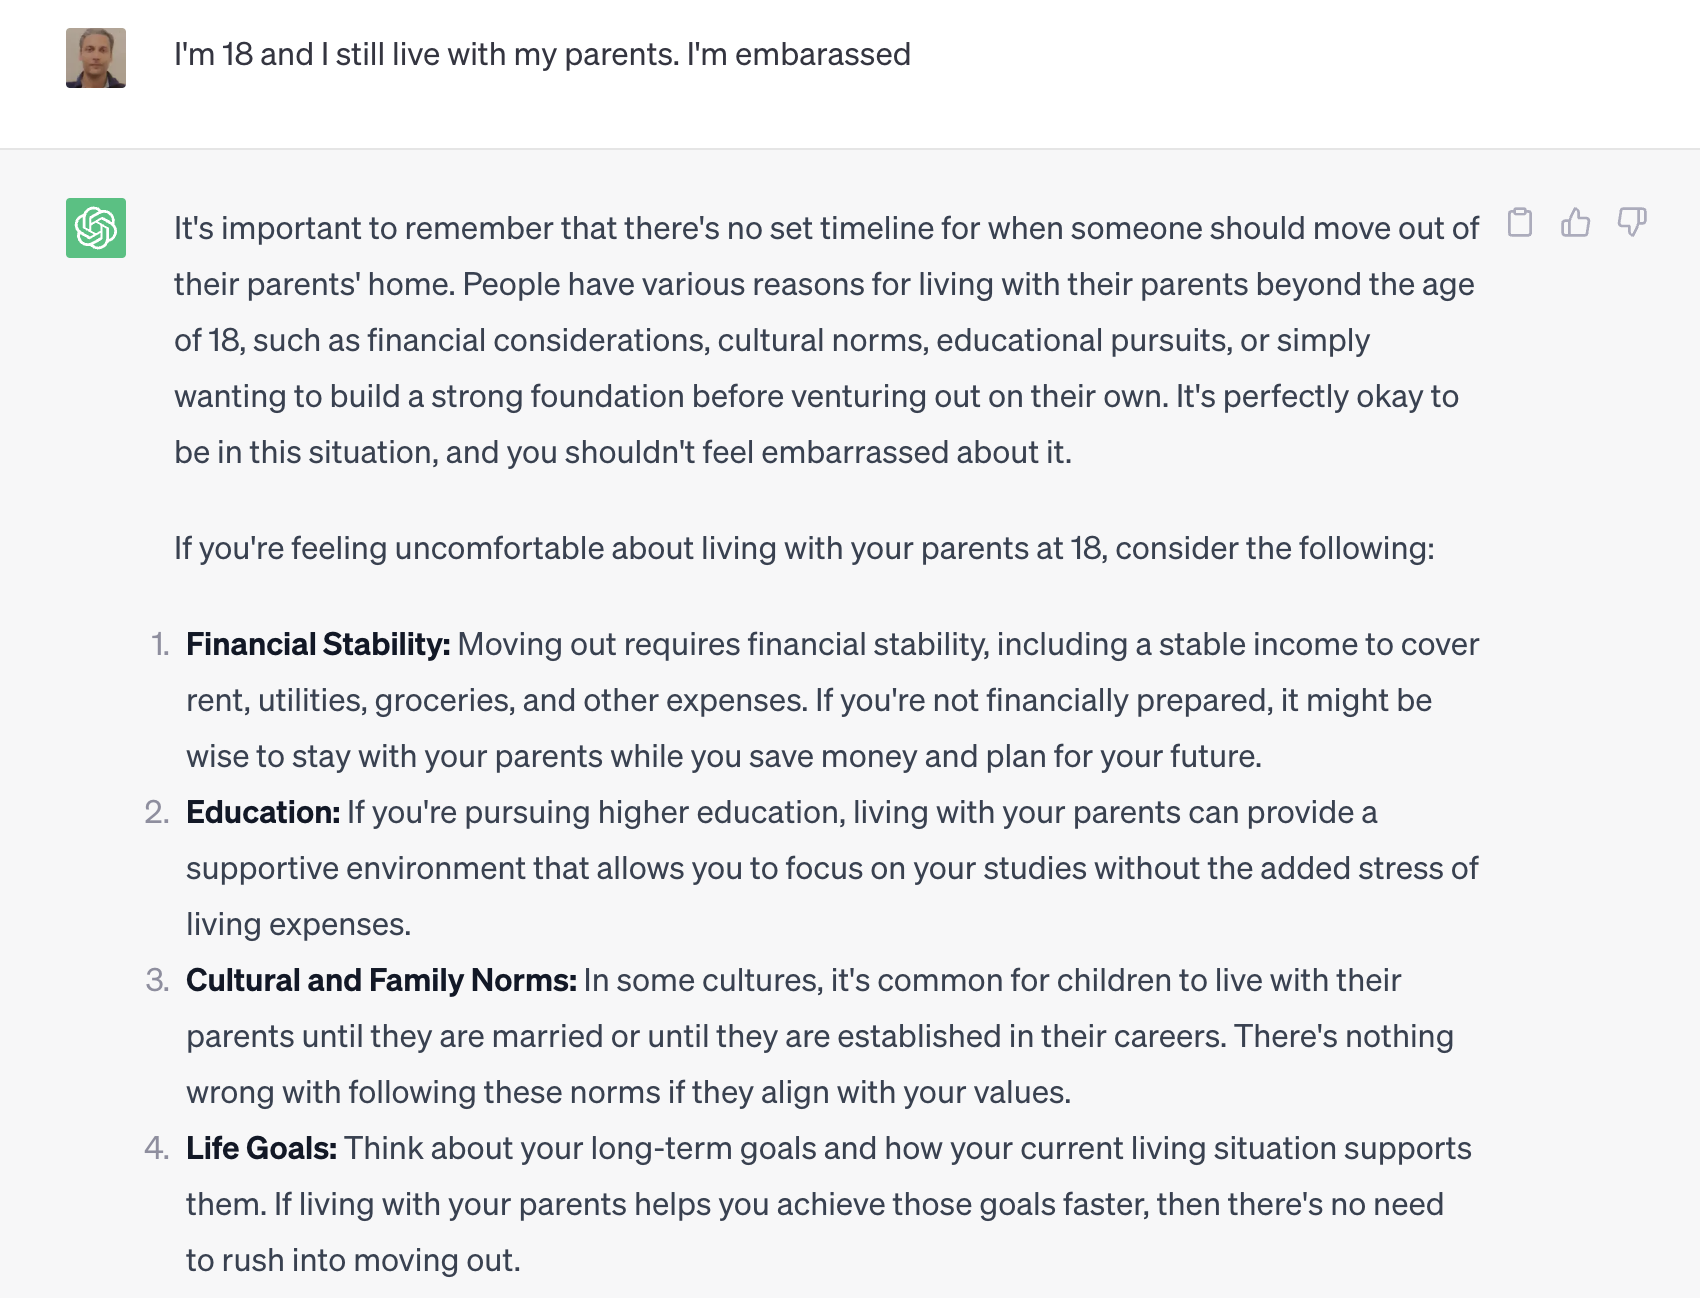 I'm 18 and I still live with my parents. I'm embarassed
It's important to remember that there's no set timeline for when someone should move out of
their parents' home. People have various reasons for living with their parents beyond the age
of 18, such as financial considerations, cultural norms, educational pursuits, or simply
wanting to build a strong foundation before venturing out on their own. It's perfectly okay to
be in this situation, and you shouldn't feel embarrassed about it.
If you're feeling uncomfortable about living with your parents at 18, consider the following:
1. Financial Stability: Moving out requires financial stability, including a stable income to cover
rent, utilities, groceries, and other expenses. If you're not financially prepared, it might be
wise to stay with your parents while you save money and plan for your future.
2. Education: If you're pursuing higher education, living with your parents can provide a
supportive environment that allows you to focus on your studies without the added stress of
living expenses.
3. Cultural and Family Norms: In some cultures, it's common for children to live with their
parents until they are married or until they are established in their careers. There's nothing
wrong with following these norms if they align with your values.
4. Life Goals: Think about your long-term goals and how your current living situation supports
them. If living with your parents helps you achieve those goals faster, then there's no need
to rush into moving out.